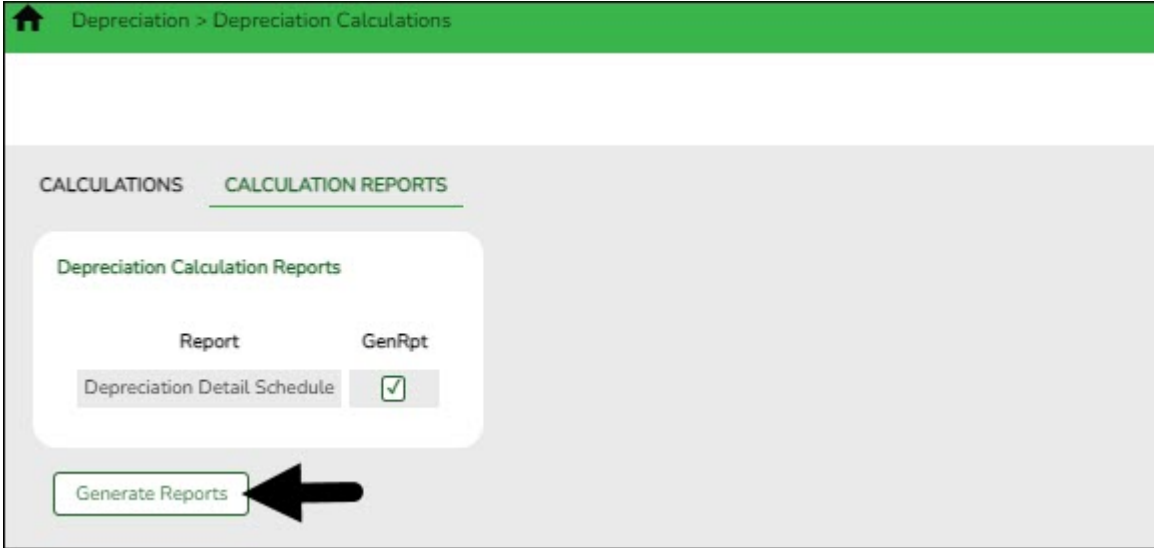 Depreciation > Depreciation Calculations
CALCULATIONS CALCULATION REPORTS
Depreciation Calculation Reports
Report GenRpt
Depreciation Detail Schedule
Generate Reports